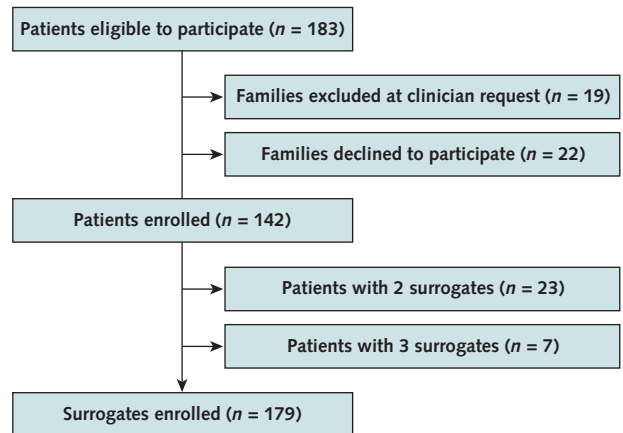 Patients eligible to participate (n = 183)
Families excluded at clinician request (n = 19)
Families declined to participate (n = 22)
Patients enrolled (n = 142)
Patients with 2 surrogates (n = 23)
Patients with 3 surrogates (n = 7)
Surrogates enrolled (n = 179)